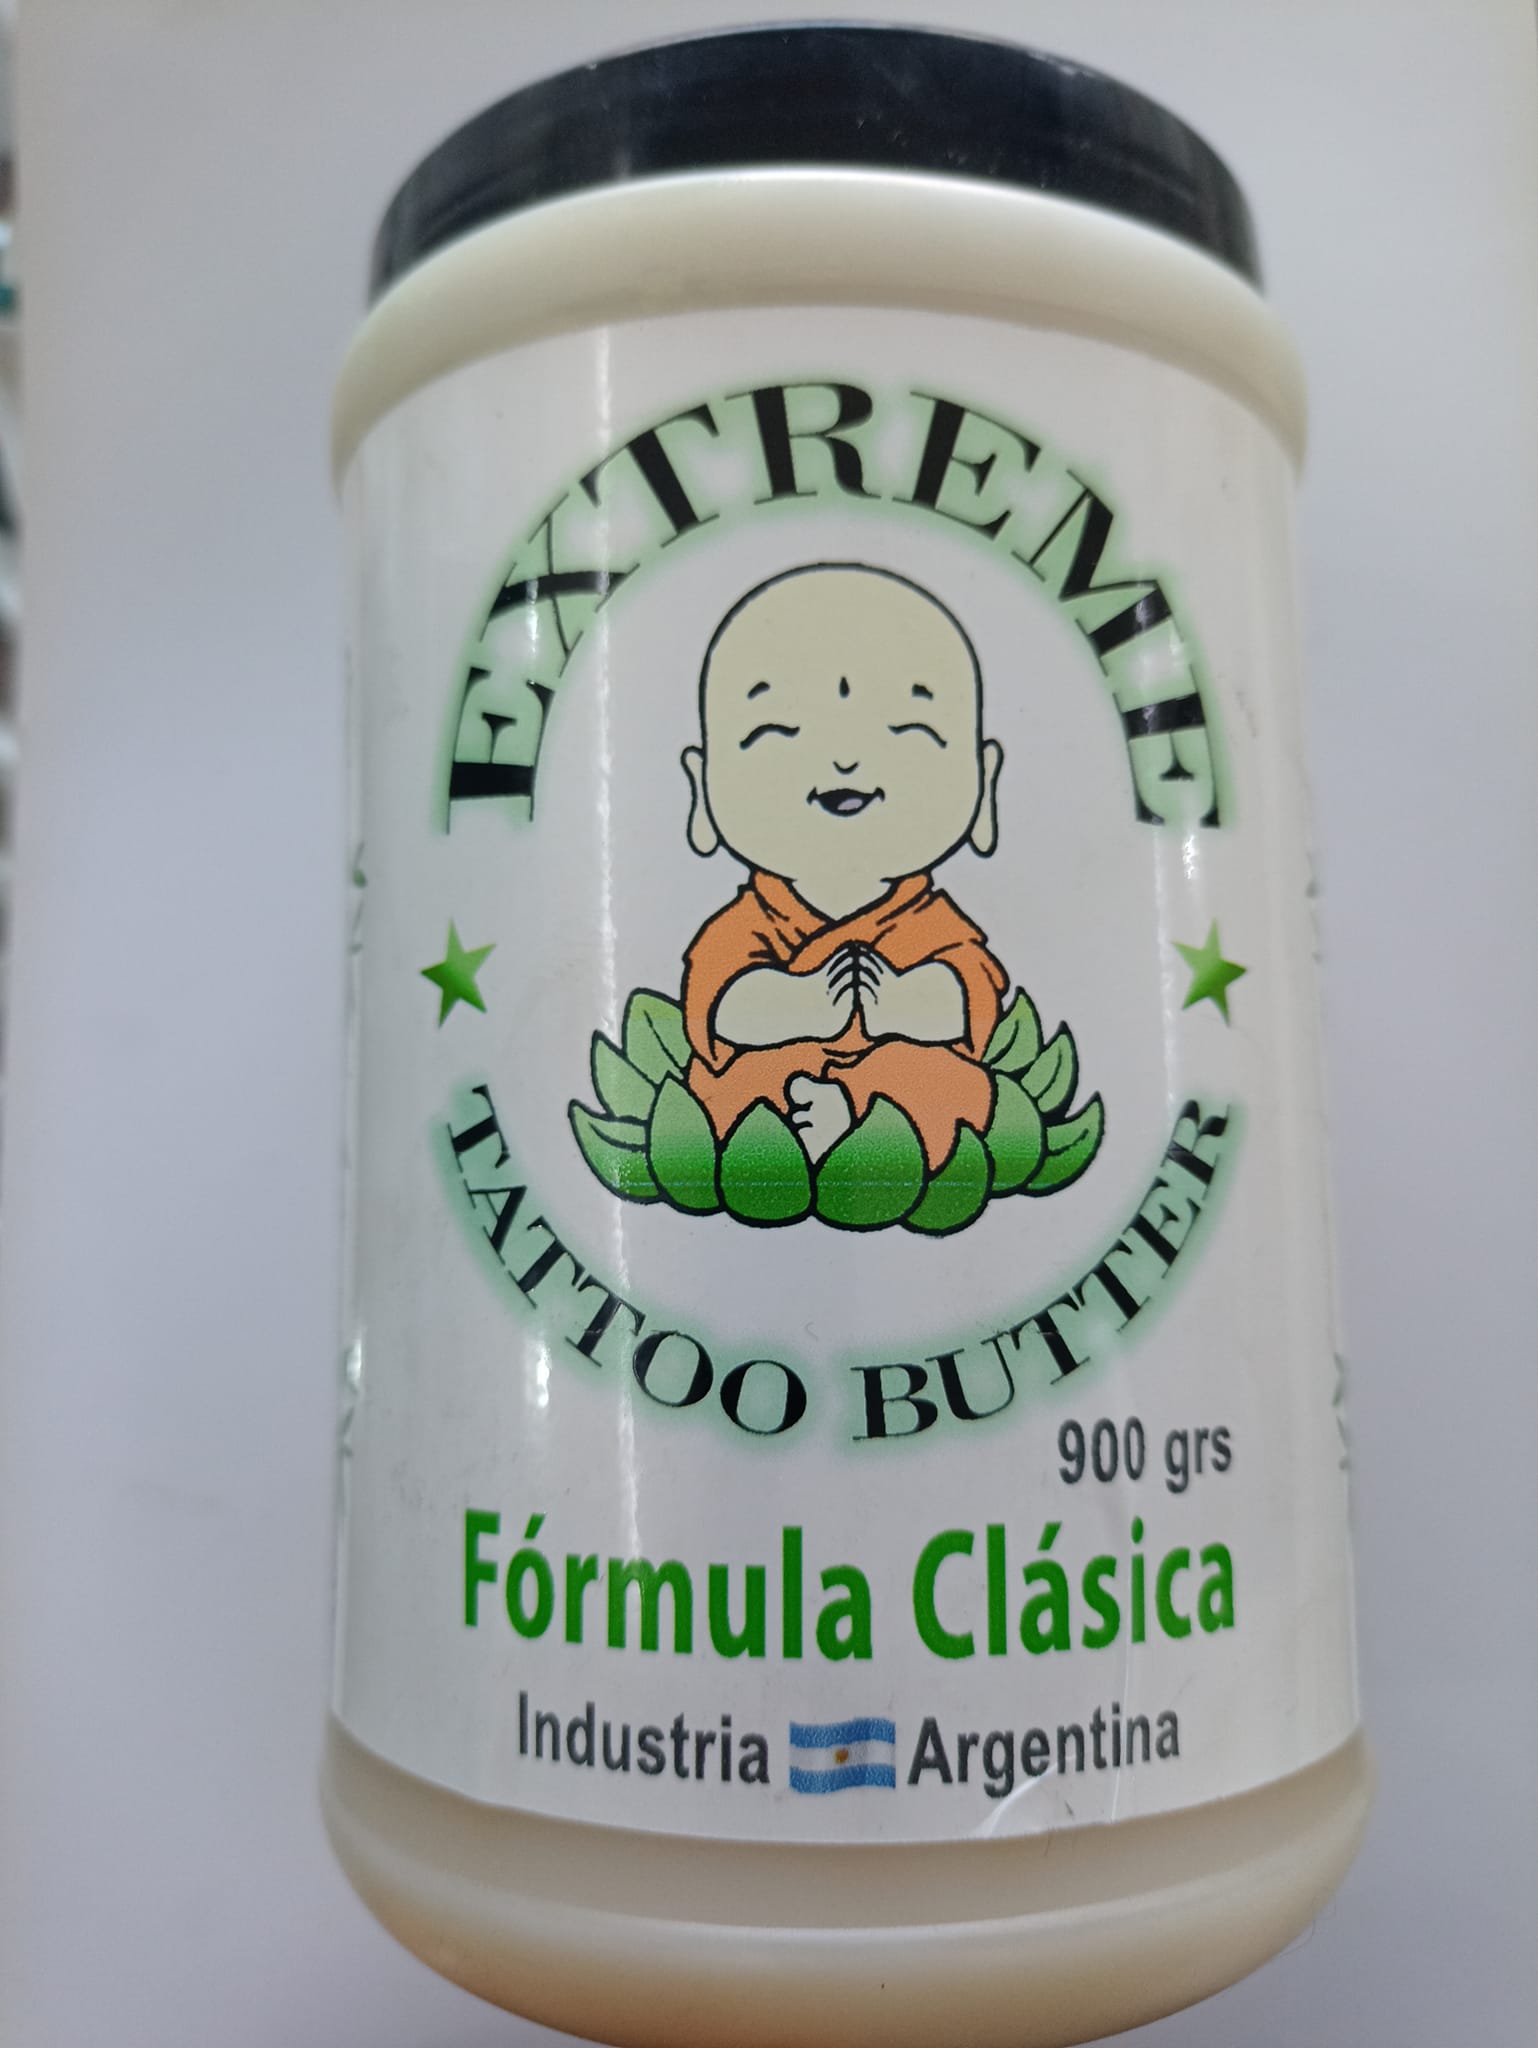 EXTREME
TATTOO BUTTER
900 grs
Fórmula Clásica
Industria Argentina